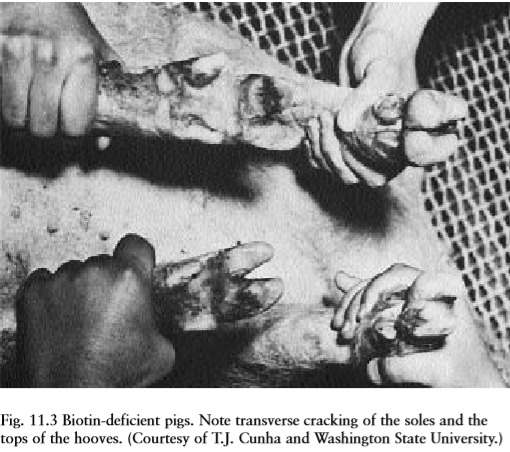 Fig. 11.3 Biotin-deficient pigs. Note transverse cracking of the soles and the
tops of the hooves. (Courtesy of T.J. Cunha and Washington State University.)